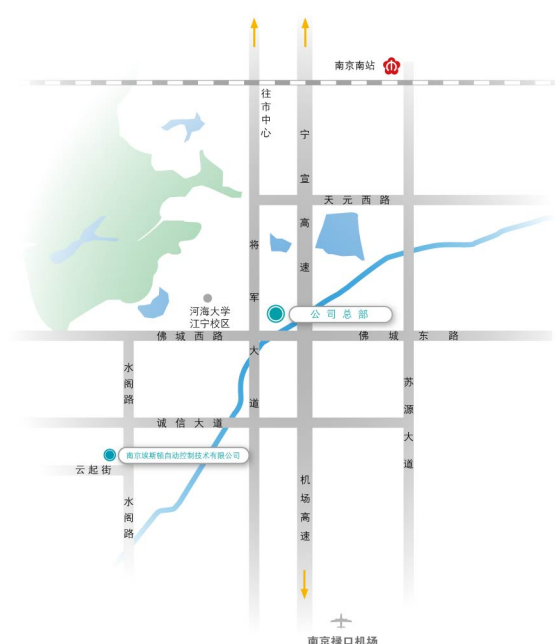 南京南站
往市中心
宁宣高速
天元西路
将军大道
河海大学
江宁校区
公司总部
佛城西路
佛城东路
水阁路
苏源大道
诚信大道
南京埃斯顿自动控制技术有限公司
云起街
水阁路
机场高速
南京禄口机场